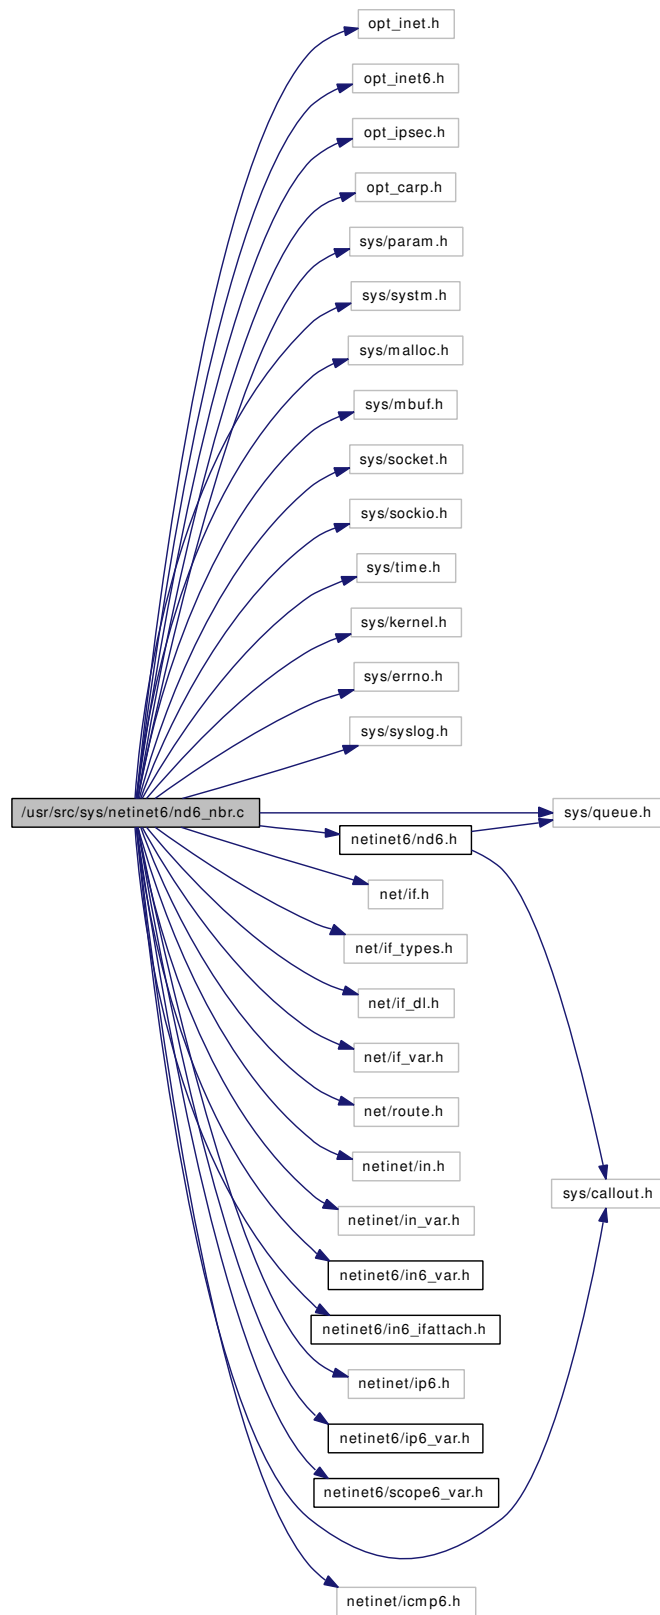 opt_inet.h
opt_inet6.h
opt_ipsec.h
opt_carp.h
sys/param.h
sys/systm.h
sys/malloc.h
sys/mbuf.h
sys/socket.h
sys/sockio.h
sys/time.h
sys/kernel.h
sys/errno.h
sys/syslog.h
/usr/src/sys/netinet6/nd6_nbr.c
sys/queue.h
netinet6/nd6.h
net/if.h
net/if_types.h
net/if_dl.h
net/if_var.h
net/route.h
netinet/in.h
sys/callout.h
netinet/in_var.h
netinet6/in6_var.h
netinet6/in6_ifattach.h
netinet/ip6.h
netinet6/ip6_var.h
netinet6/scope6_var.h
netinet/icmp6.h